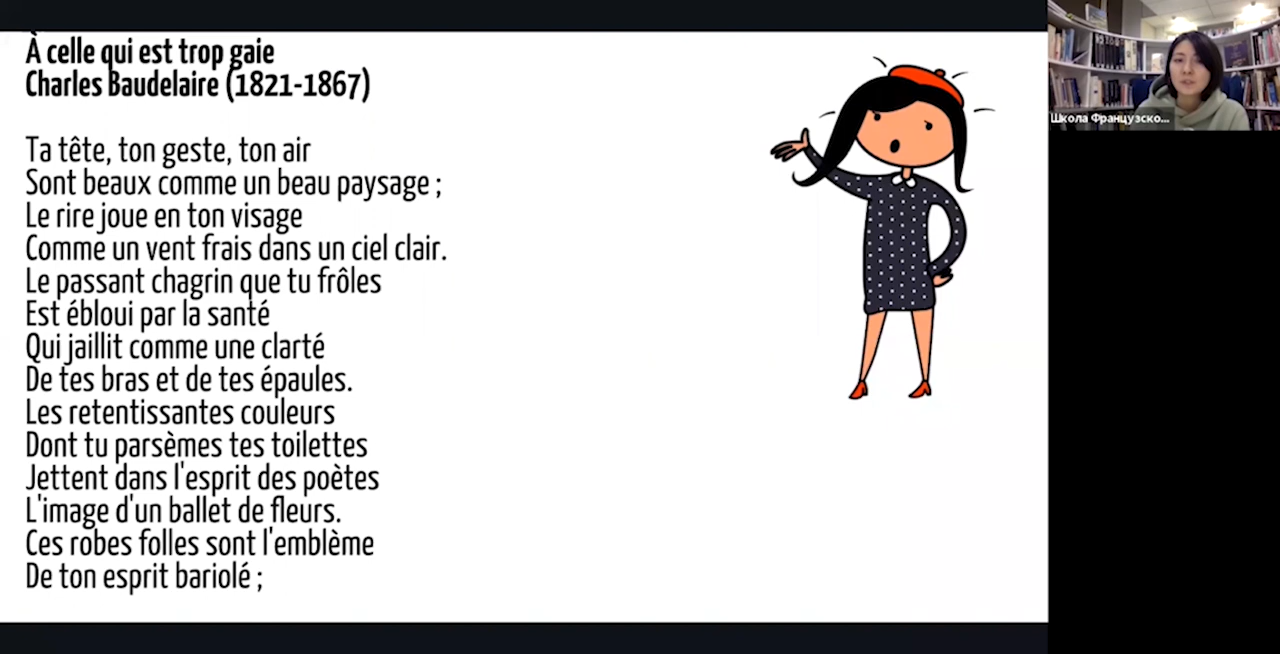 À celle qui est trop gaie
Charles Baudelaire (1821-1867)
Ta tête, ton geste, ton air
Sont beaux comme un beau paysage ;
Le rire joue en ton visage
Comme un vent frais dans un ciel clair.
Le passant chagrin que tu frôles
Est ébloui par la santé
Qui jaillit comme une clarté
De tes bras et de tes épaules.
Les retentissantes couleurs
Dont tu parsèmes tes toilettes
Jettent dans l'esprit des poètes
L'image d'un ballet de fleurs.
Ces robes folles sont l'emblème
De ton esprit bariolé ;
Школа Французско...